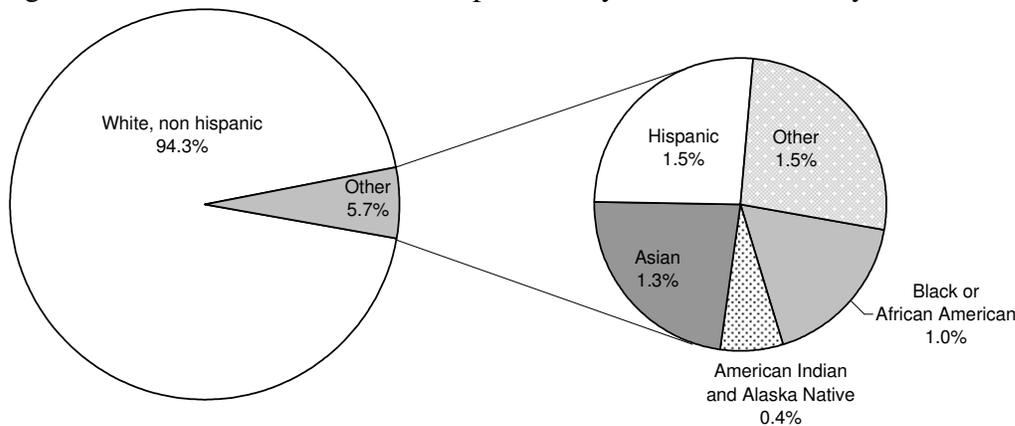 White, non hispanic
94.3%
Other
5.7%
Hispanic
1.5%
Other
1.5%
Asian
1.3%
Black or
African American
1.0%
American Indian
and Alaska Native
0.4%